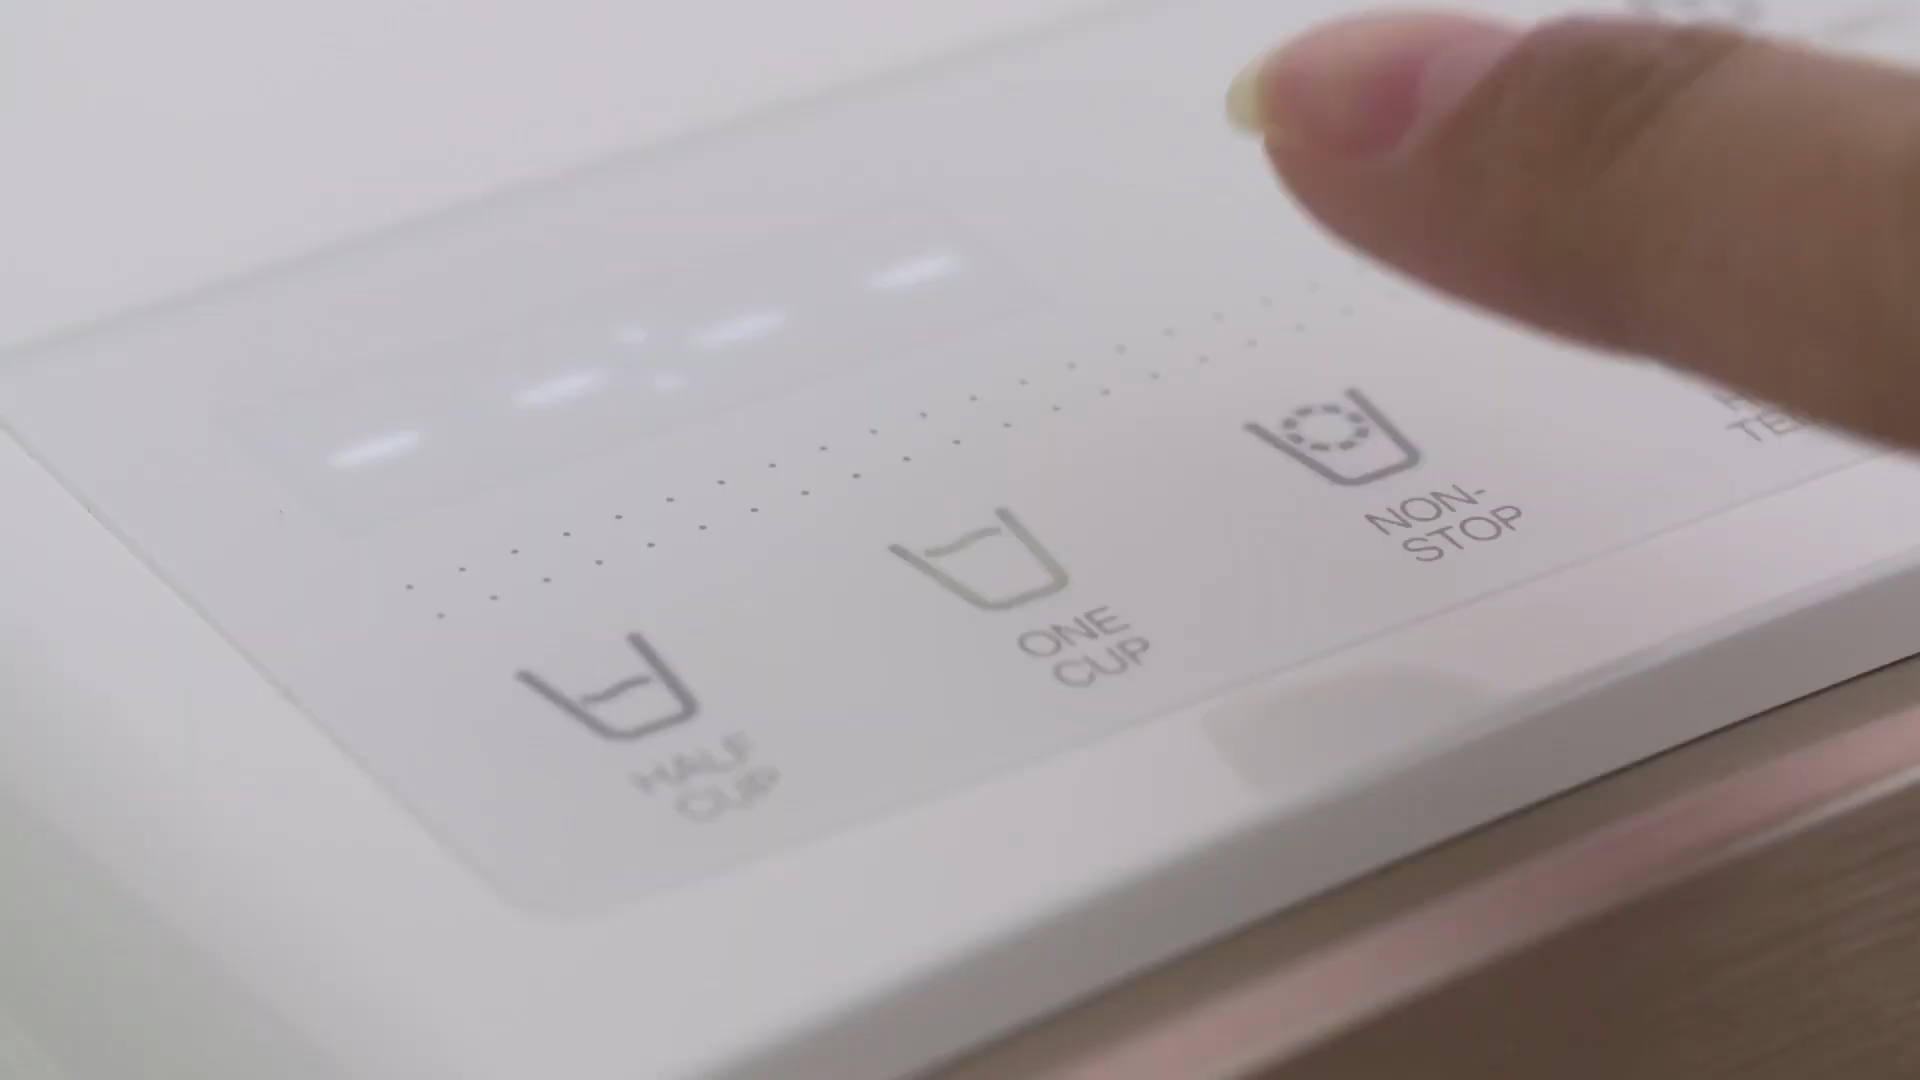 --:--
HALF
CUP
ONE
CUP
NON-
STOP